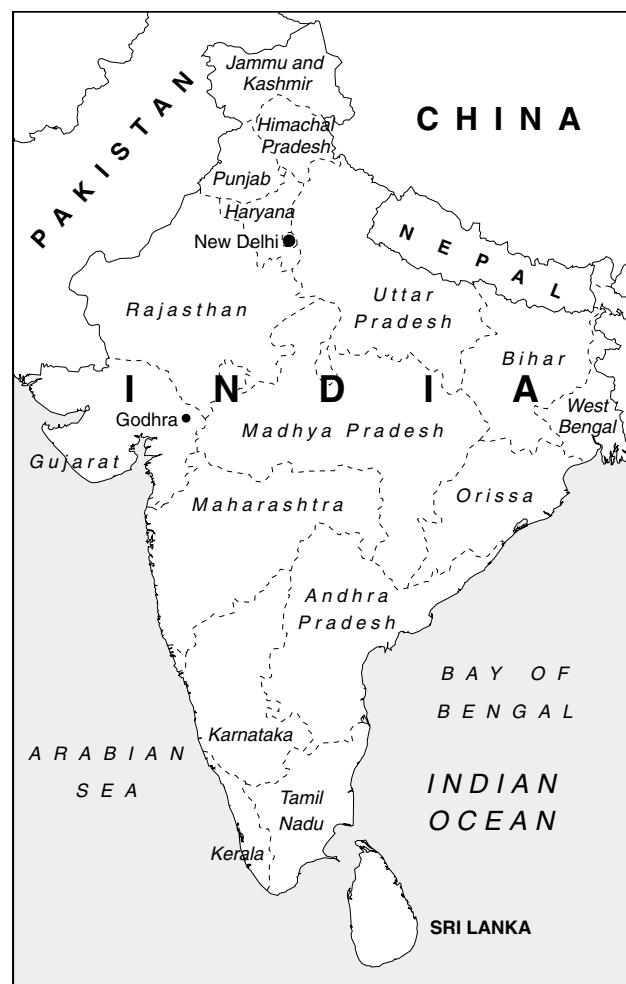 Jammu and
Kashmir
CHINA
Himachal
Pradesh
PAKISTAN
Punjab
Haryana
New Delhi
NEPAL
Rajasthan
Uttar
Pradesh
Bihar
INDIA
West
Bengal
Godhra
Madhya Pradesh
Gujarat
Maharashtra
Orissa
Andhra
Pradesh
BAY OF
BENGAL
Karnataka
ARABIAN
SEA
INDIAN
OCEAN
Tamil
Nadu
Kerala
SRI LANKA